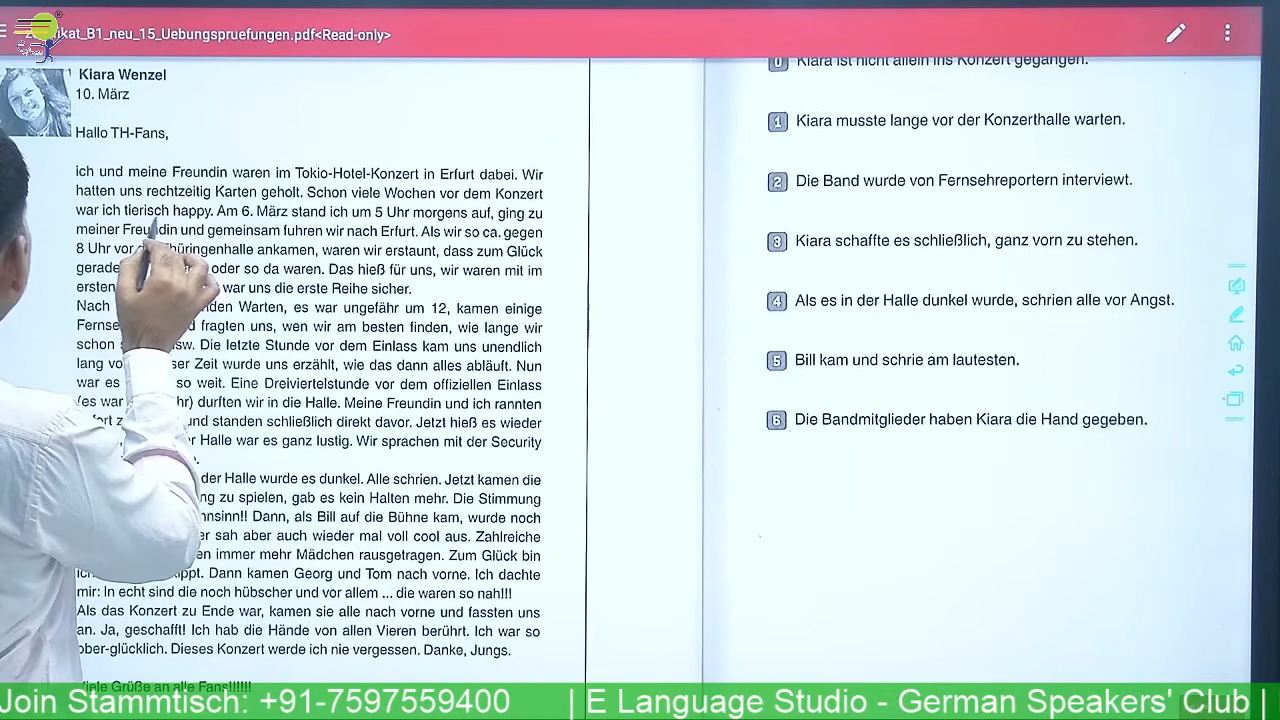 kat_B1_neu_15_Uebungspruefungen.pdf<Read-only>
Kiara Wenzel
10. März
Hallo TH-Fans,
ich und meine Freundin waren im Tokio-Hotel-Konzert in Erfurt dabei. Wir
hatten uns rechtzeitig Karten geholt. Schon viele Wochen vor dem Konzert
war ich tierisch happy. Am 6. März stand ich um 5 Uhr morgens auf, ging zu
meiner Freundin und gemeinsam fuhren wir nach Erfurt. Als wir so ca. gegen
8 Uhr vor Thüringenhalle ankamen, waren wir erstaunt, dass zum Glück
gerade oder so da waren. Das hieß für uns, wir waren mit im
ersten war uns die erste Reihe sicher.
Nach den Warten, es war ungefähr um 12, kamen einige
Fernse fragten uns, wen wir am besten finden, wie lange wir
schon sw. Die letzte Stunde vor dem Einlass kam uns unendlich
lang vo ser Zeit wurde uns erzählt, wie das dann alles abläuft. Nun
war es so weit. Eine Dreiviertelstunde vor dem offiziellen Einlass
(es war hr) durften wir in die Halle. Meine Freundin und ich rannten
fort z und standen schließlich direkt davor. Jetzt hieß es wieder
r Halle war es ganz lustig. Wir sprachen mit der Security
der Halle wurde es dunkel. Alle schrien. Jetzt kamen die
ng zu spielen, gab es kein Halten mehr. Die Stimmung
nnsinn!! Dann, als Bill auf die Bühne kam, wurde noch
er sah aber auch wieder mal voll cool aus. Zahlreiche
en immer mehr Mädchen rausgetragen. Zum Glück bin
ich ippt. Dann kamen Georg und Tom nach vorne. Ich dachte
mir: In echt sind die noch hübscher und vor allem ... die waren so nah!!!
Als das Konzert zu Ende war, kamen sie alle nach vorne und fassten uns
an. Ja, geschafft! Ich hab die Hände von allen Vieren berührt. Ich war so
ober-glücklich. Dieses Konzert werde ich nie vergessen. Danke, Jungs.
Viele Grüße an alle Fans!!!!!!
0 Kiara ist nicht allein ins Konzert gegangen.
1 Kiara musste lange vor der Konzerthalle warten.
2 Die Band wurde von Fernsehreportern interviewt.
3 Kiara schaffte es schließlich, ganz vorn zu stehen.
4 Als es in der Halle dunkel wurde, schrien alle vor Angst.
5 Bill kam und schrie am lautesten.
6 Die Bandmitglieder haben Kiara die Hand gegeben.
Join Stammtisch: +91-7597559400 | E Language Studio - German Speakers' Club |